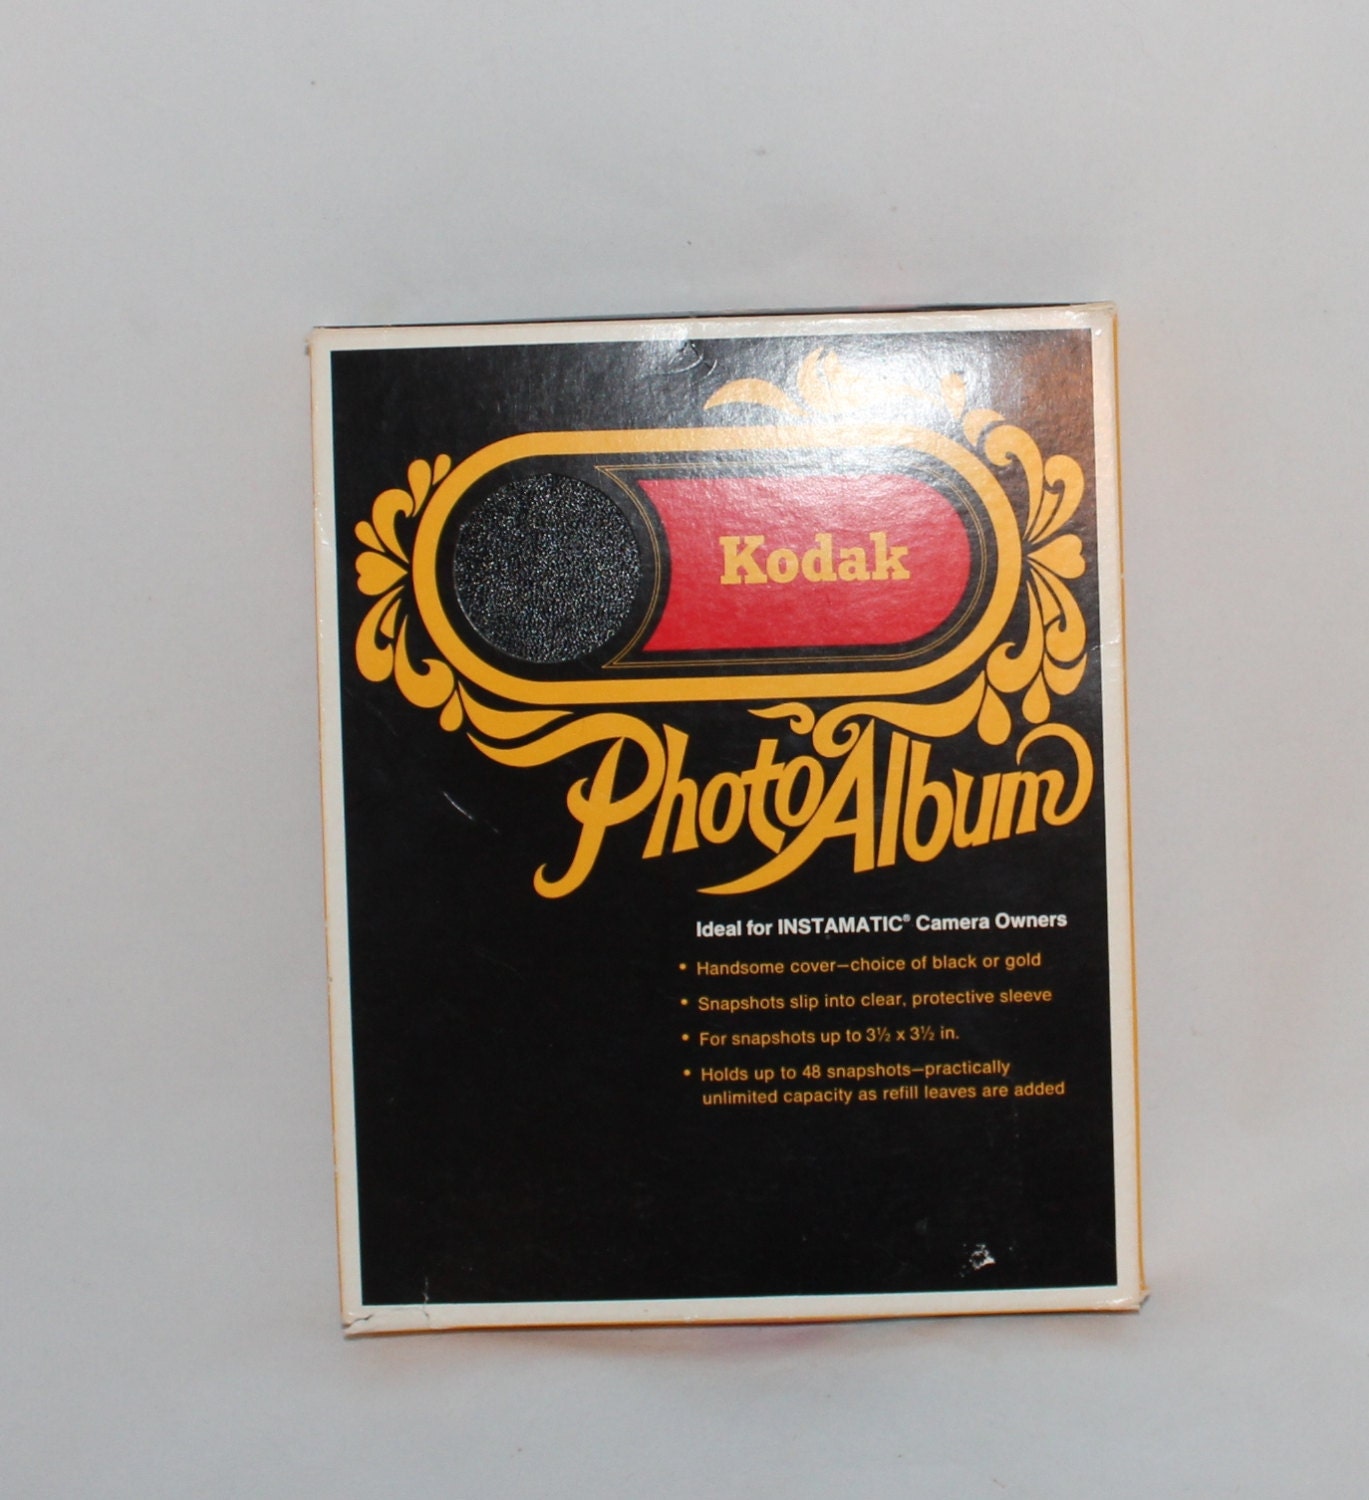 Kodak
Photo Album
Ideal for INSTAMATIC® Camera Owners
• Handsome cover—choice of black or gold
• Snapshots slip into clear, protective sleeve
• For snapshots up to 3½ x 3½ in.
• Holds up to 48 snapshots—practically
unlimited capacity as refill leaves are added